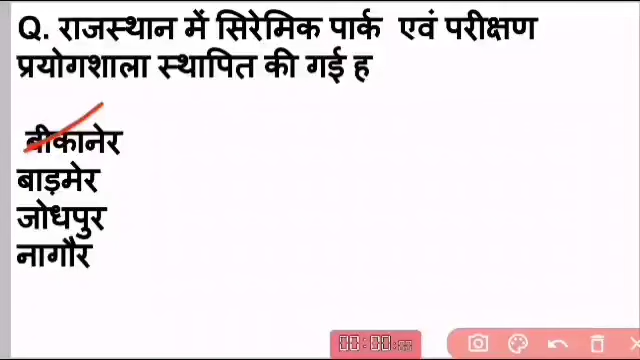 Q. राजस्थान में सिरेमिक पार्क एवं परीक्षण
प्रयोगशाला स्थापित की गई ह
बीकानेर
बाड़मेर
जोधपुर
नागौर